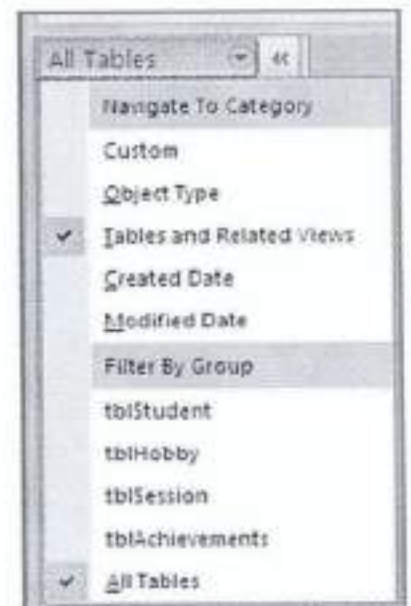 All Tables «
Navigate To Category
Custom
Object Type
Tables and Related Views
Created Date
Modified Date
Filter By Group
tblStudent
tblHobby
tblSession
tblAchievements
All Tables